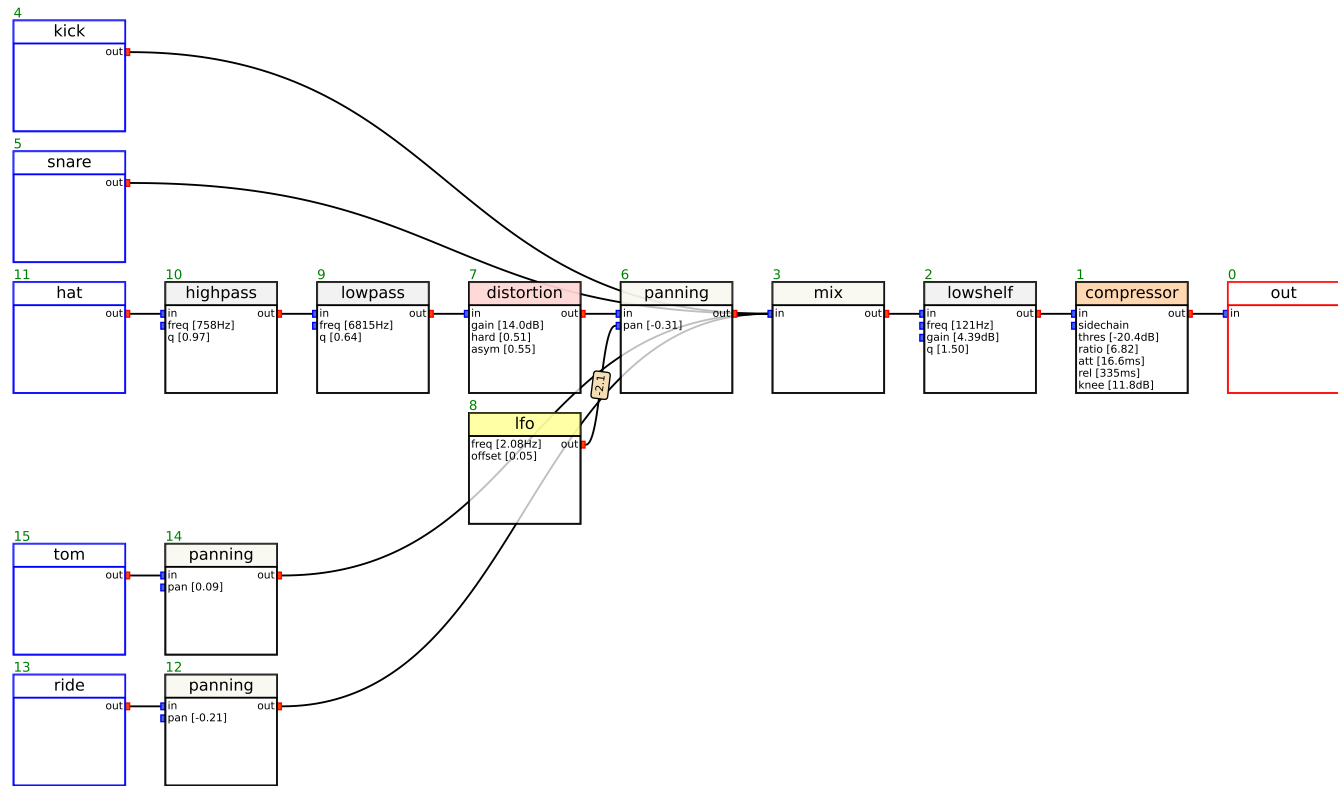 4
kick
out
5
snare
out
11
hat
out
10
highpass
in out
freq [758Hz]
q [0.97]
9
lowpass
in out
freq [6815Hz]
q [0.64]
7
distortion
in out
gain [14.0dB]
hard [0.51]
asym [0.55]
6
panning
in out
pan [-0.31]
3
mix
in out
2
lowshelf
in out
freq [121Hz]
gain [4.39dB]
q [1.50]
1
compressor
in out
sidechain
thres [-20.4dB]
ratio [6.82]
att [16.6ms]
rel [335ms]
knee [11.8dB]
0
out
in
-2.1
8
lfo
freq [2.08Hz] out
offset [0.05]
15
tom
out
14
panning
in out
pan [0.09]
13
ride
out
12
panning
in out
pan [-0.21]